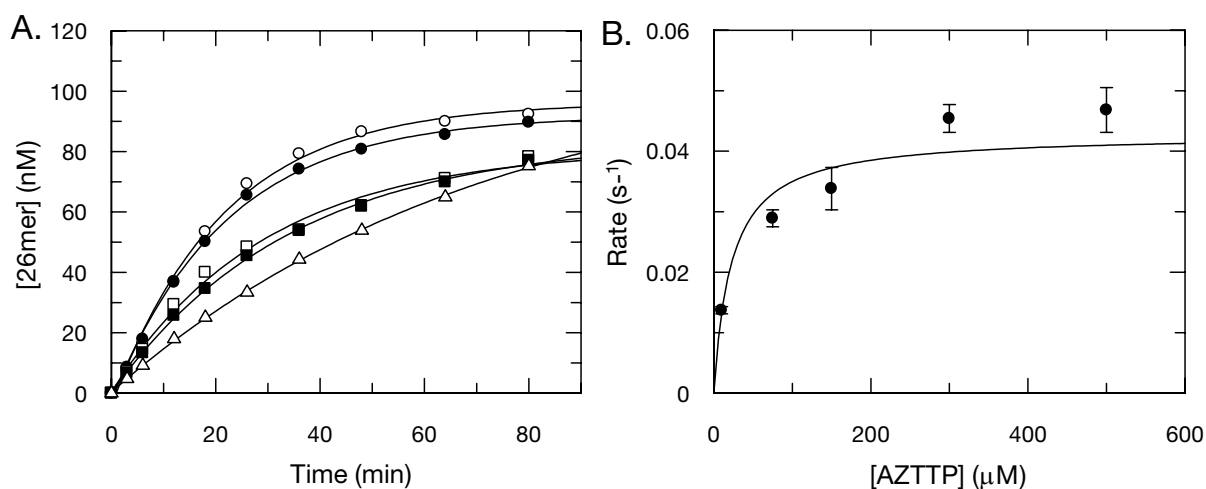 A.
120
100
80
60
40
20
0
[26mer] (nM)
0 20 40 60 80
Time (min)
B.
0.06
0.04
0.02
0
Rate (s-1)
0 200 400 600
[AZTTP] (μM)